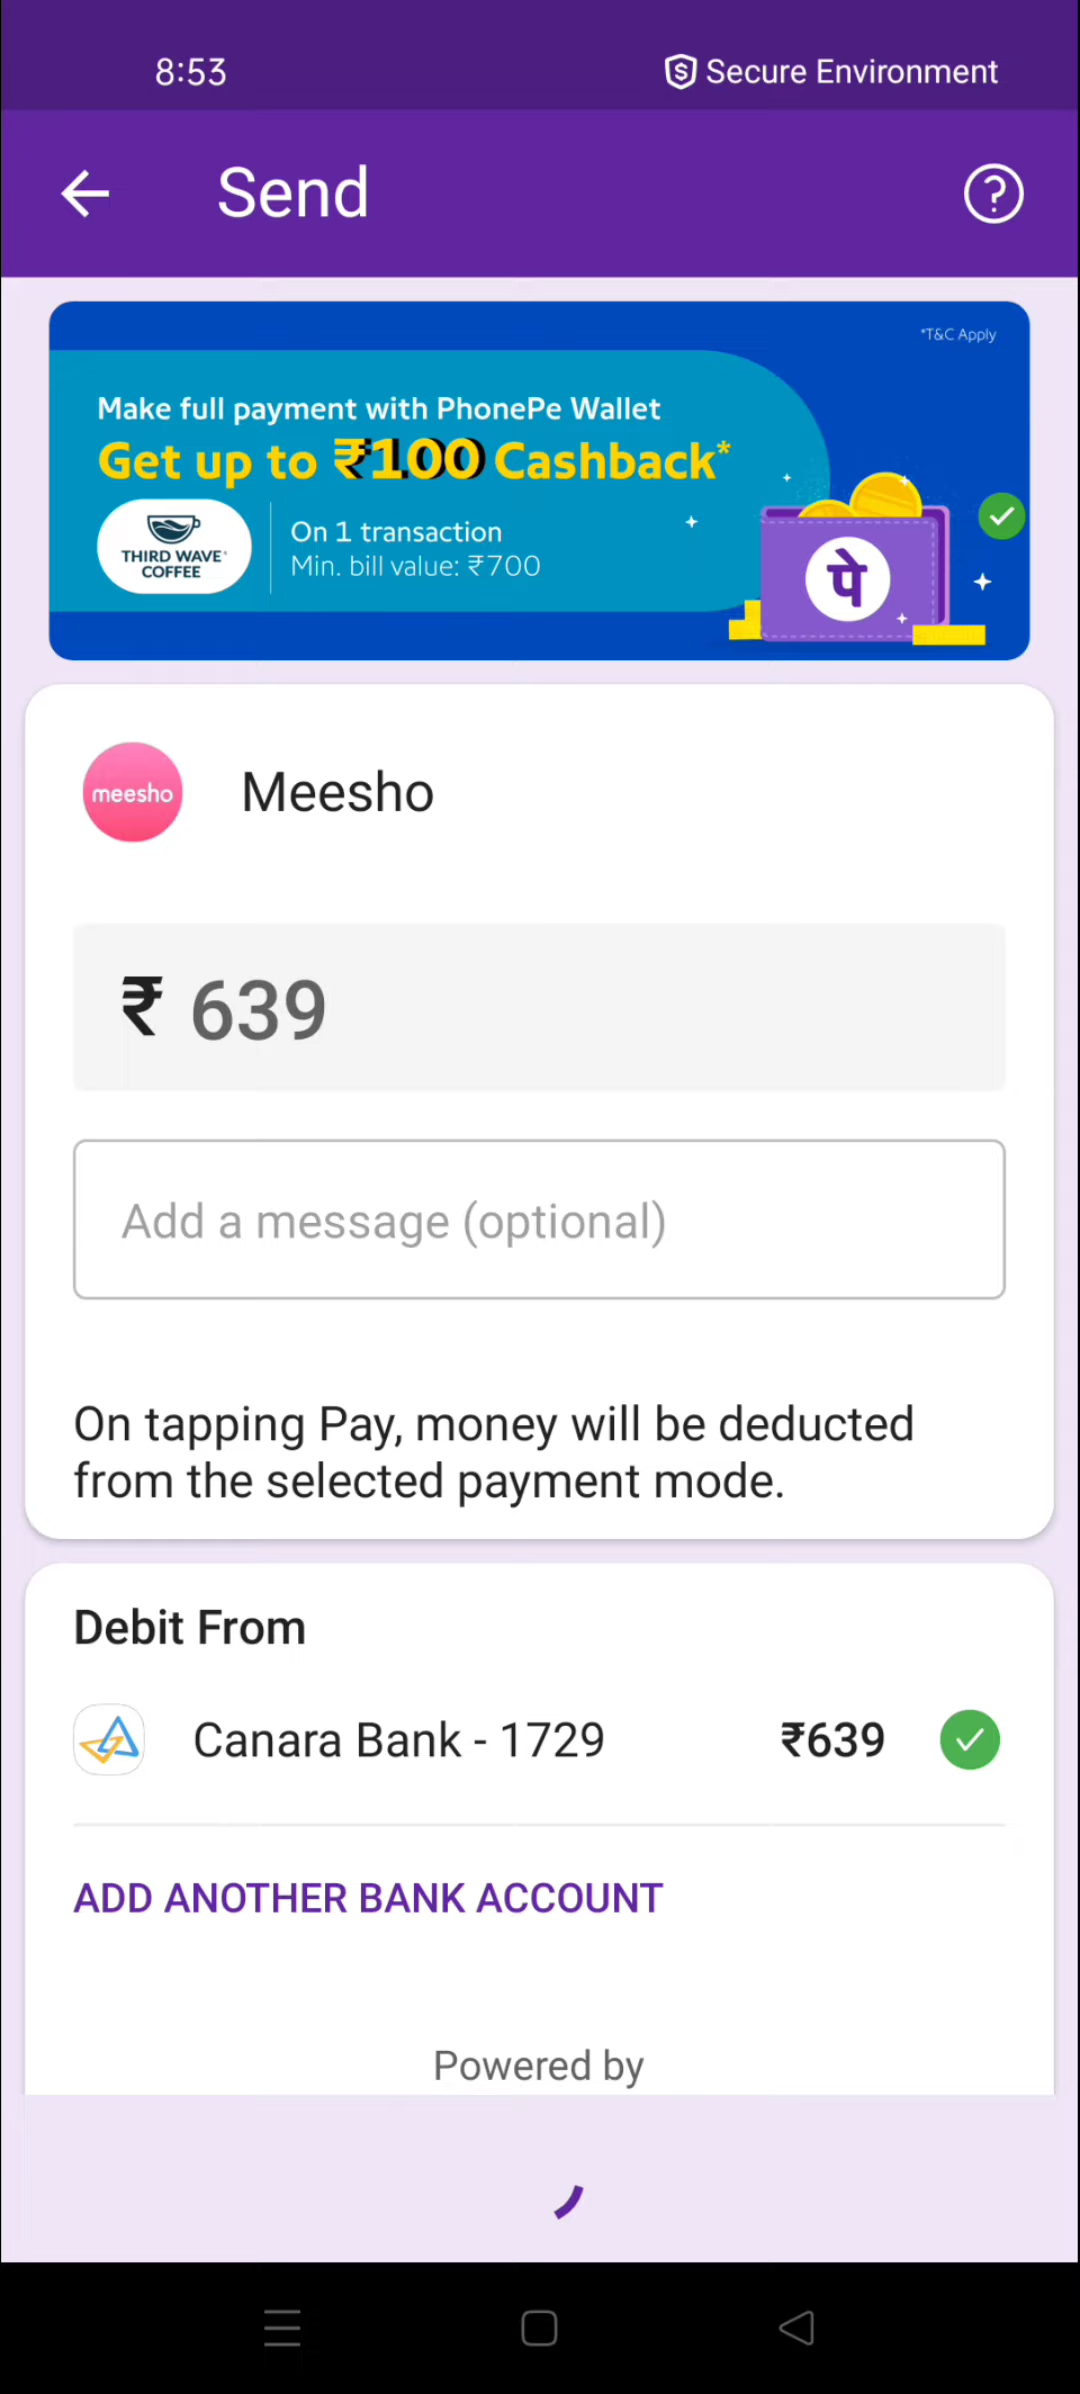 8:53
Secure Environment
Send
*T&C Apply
Make full payment with PhonePe Wallet
Get up to ₹100 Cashback*
THIRD WAVE
COFFEE
On 1 transaction
Min. bill value: ₹700
पे
meesho
Meesho
₹ 639
Add a message (optional)
On tapping Pay, money will be deducted
from the selected payment mode.
Debit From
Canara Bank - 1729
₹639
ADD ANOTHER BANK ACCOUNT
Powered by